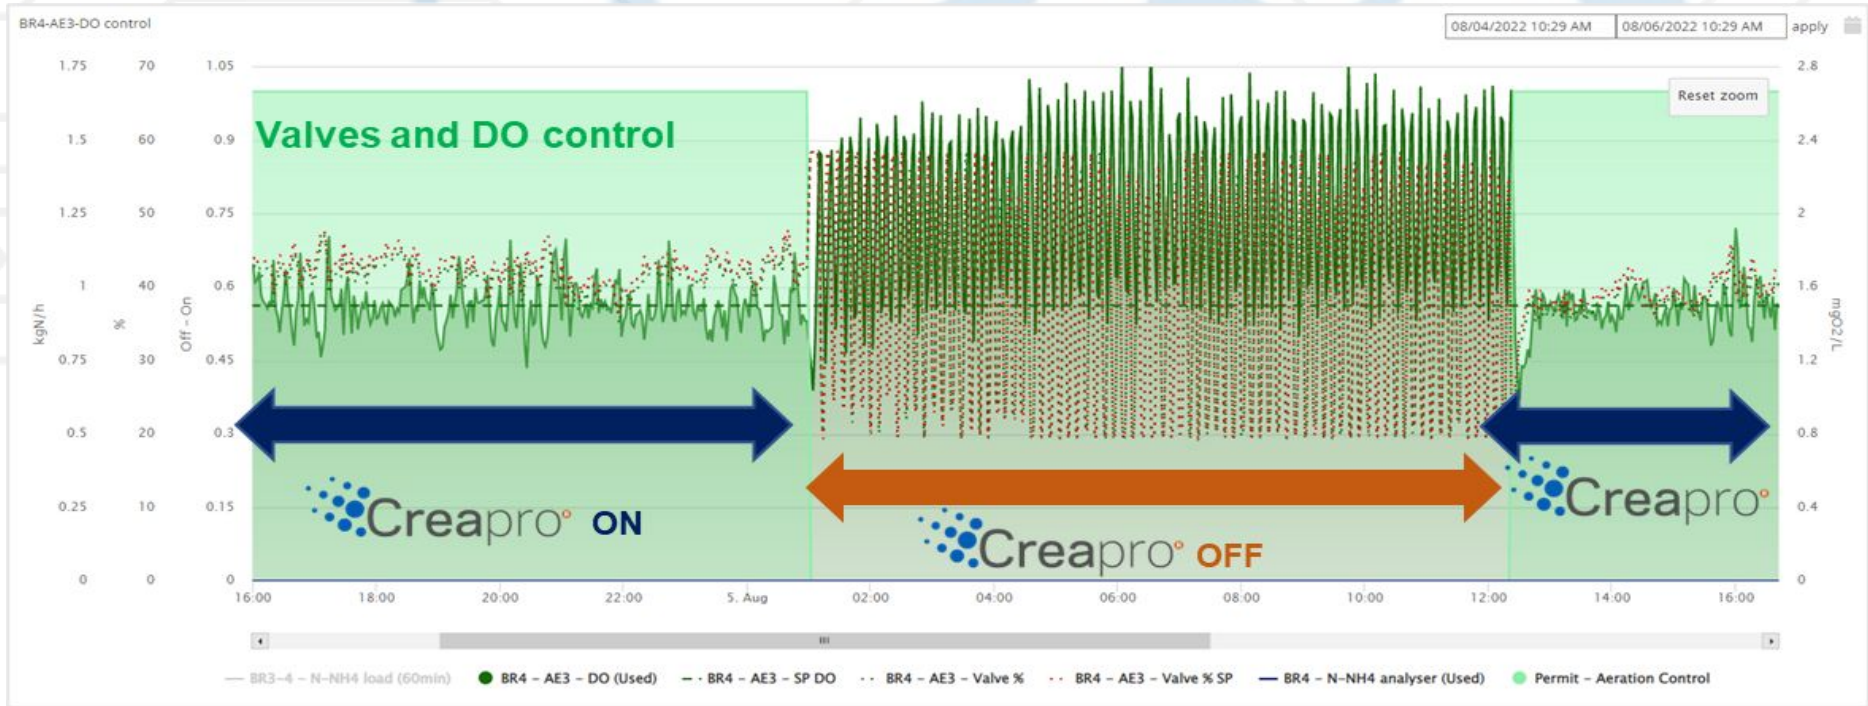 BR4-AE3-DO control
08/04/2022 10:29 AM 08/06/2022 10:29 AM apply
1.75 70 1.05 2.8
Reset zoom
Valves and DO control
1.5 60 0.9 2.4
1.25 50 0.75 2
1 40 0.6 1.6
kgN/h % Off - On mgO2/L
0.75 30 0.45 1.2
0.5 20 0.3 0.8
0.25 10 0.15 0.4
Creapro ON
Creapro OFF
Creapro
0 0 0 0
16:00 18:00 20:00 22:00 5. Aug 02:00 04:00 06:00 08:00 10:00 12:00 14:00 16:00
BR3-4 - N-NH4 load (60min) BR4 - AE3 - DO (Used) BR4 - AE3 - SP DO BR4 - AE3 - Valve % BR4 - AE3 - Valve % SP BR4 - N-NH4 analyser (Used) Permit - Aeration Control